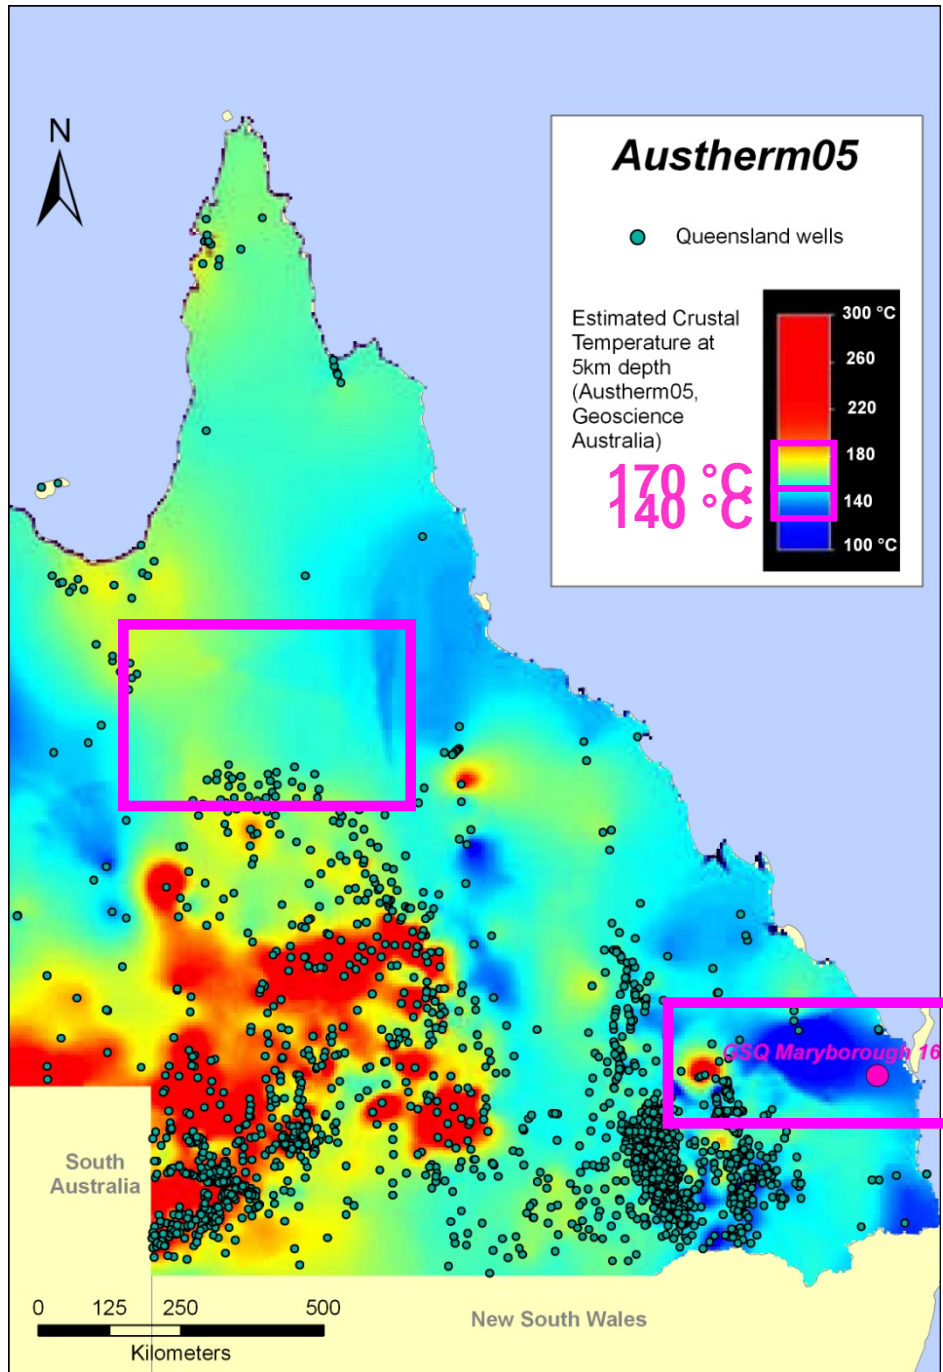 N
Austherm05
Queensland wells
Estimated Crustal
Temperature at
5km depth
(Austherm05,
Geoscience
Australia)
300 °C
260
220
180
140
100 °C
170 °C
140 °C
GSQ Maryborough 16
South
Australia
New South Wales
0 125 250 500
Kilometers